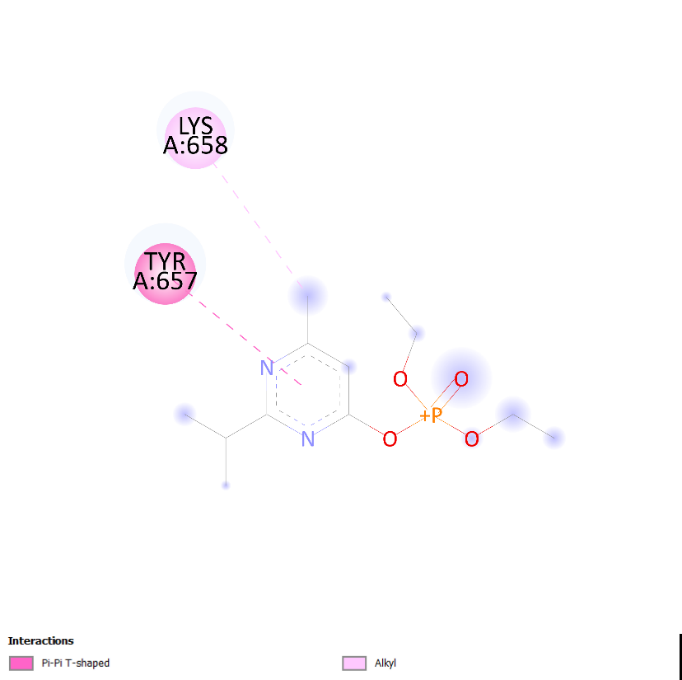 LYS
A:658
TYR
A:657
N
O
O
+P
N
O
O
Interactions
Pi-Pi T-shaped
Alkyl